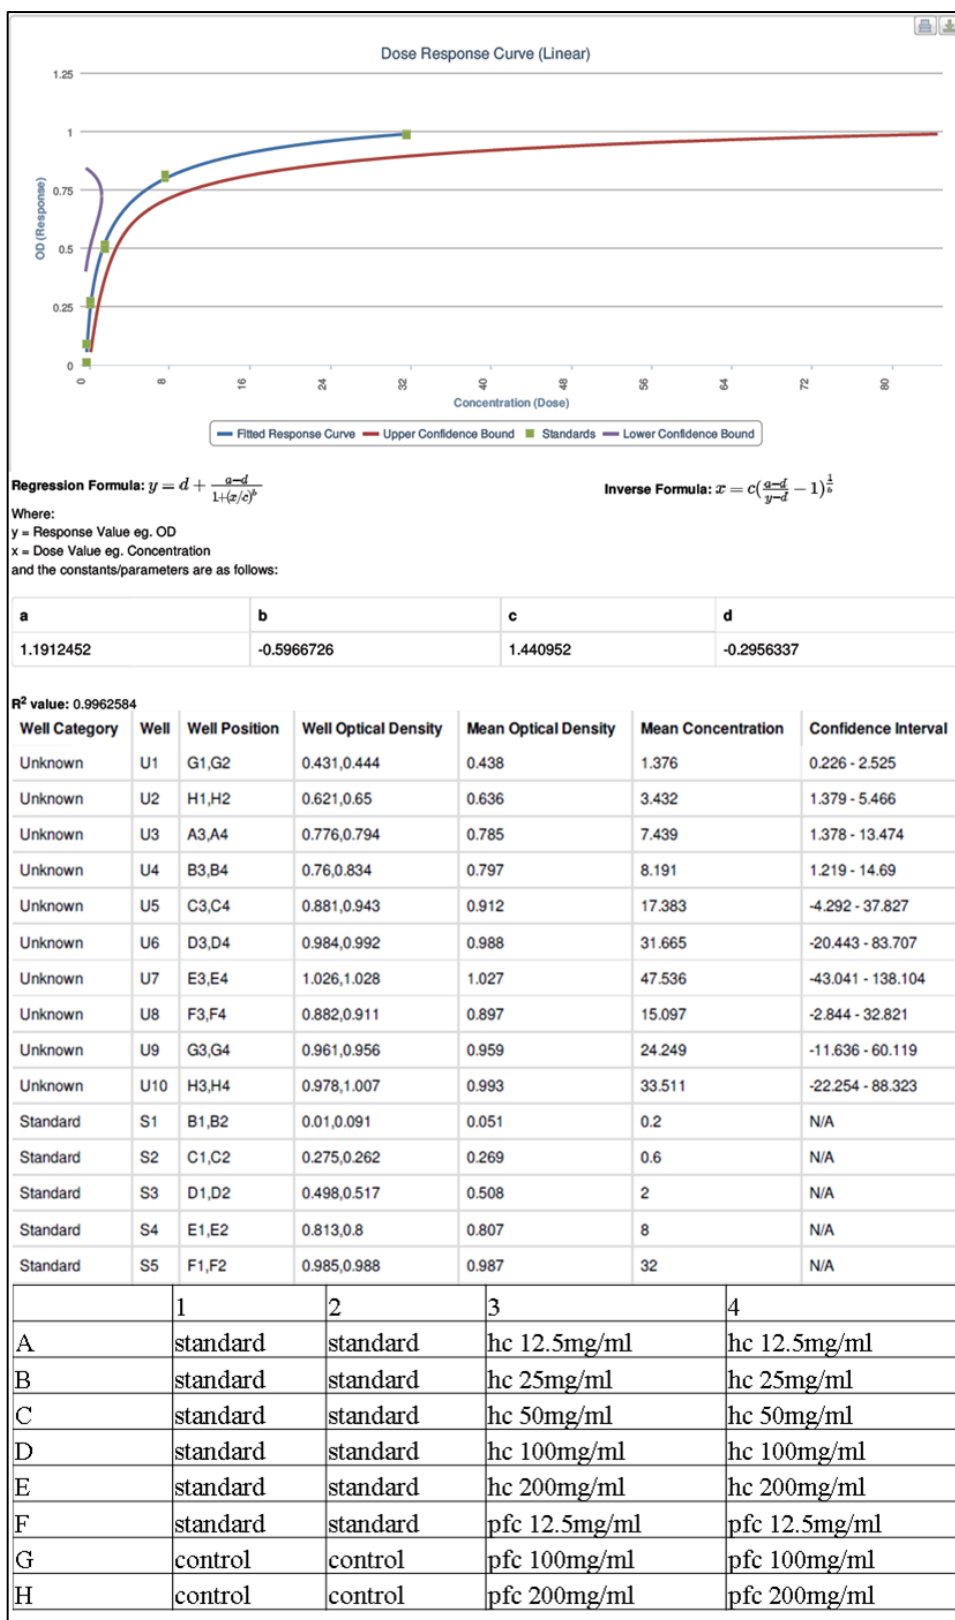 Dose Response Curve (Linear)
1.25
1
0.75
0.5
0.25
0
OD (Response)
0 8 16 24 32 40 48 56 64 72 80
Concentration (Dose)
Fitted Response Curve Upper Confidence Bound Standards Lower Confidence Bound
Regression Formula: y = d + (a−d)/(1+(x/c)^b) Inverse Formula: x = c((a−d)/(y−d) − 1)^(1/b)
Where:
y = Response Value eg. OD
x = Dose Value eg. Concentration
and the constants/parameters are as follows:
a b c d
1.1912452 -0.5966726 1.440952 -0.2956337
R² value: 0.9962584
Well Category Well Well Position Well Optical Density Mean Optical Density Mean Concentration Confidence Interval
Unknown U1 G1,G2 0.431,0.444 0.438 1.376 0.226 - 2.525
Unknown U2 H1,H2 0.621,0.65 0.636 3.432 1.379 - 5.466
Unknown U3 A3,A4 0.776,0.794 0.785 7.439 1.378 - 13.474
Unknown U4 B3,B4 0.76,0.834 0.797 8.191 1.219 - 14.69
Unknown U5 C3,C4 0.881,0.943 0.912 17.383 -4.292 - 37.827
Unknown U6 D3,D4 0.984,0.992 0.988 31.665 -20.443 - 83.707
Unknown U7 E3,E4 1.026,1.028 1.027 47.536 -43.041 - 138.104
Unknown U8 F3,F4 0.882,0.911 0.897 15.097 -2.844 - 32.821
Unknown U9 G3,G4 0.961,0.956 0.959 24.249 -11.636 - 60.119
Unknown U10 H3,H4 0.978,1.007 0.993 33.511 -22.254 - 88.323
Standard S1 B1,B2 0.01,0.091 0.051 0.2 N/A
Standard S2 C1,C2 0.275,0.262 0.269 0.6 N/A
Standard S3 D1,D2 0.498,0.517 0.508 2 N/A
Standard S4 E1,E2 0.813,0.8 0.807 8 N/A
Standard S5 F1,F2 0.985,0.988 0.987 32 N/A
1 2 3 4
A standard standard hc 12.5mg/ml hc 12.5mg/ml
B standard standard hc 25mg/ml hc 25mg/ml
C standard standard hc 50mg/ml hc 50mg/ml
D standard standard hc 100mg/ml hc 100mg/ml
E standard standard hc 200mg/ml hc 200mg/ml
F standard standard pfc 12.5mg/ml pfc 12.5mg/ml
G control control pfc 100mg/ml pfc 100mg/ml
H control control pfc 200mg/ml pfc 200mg/ml